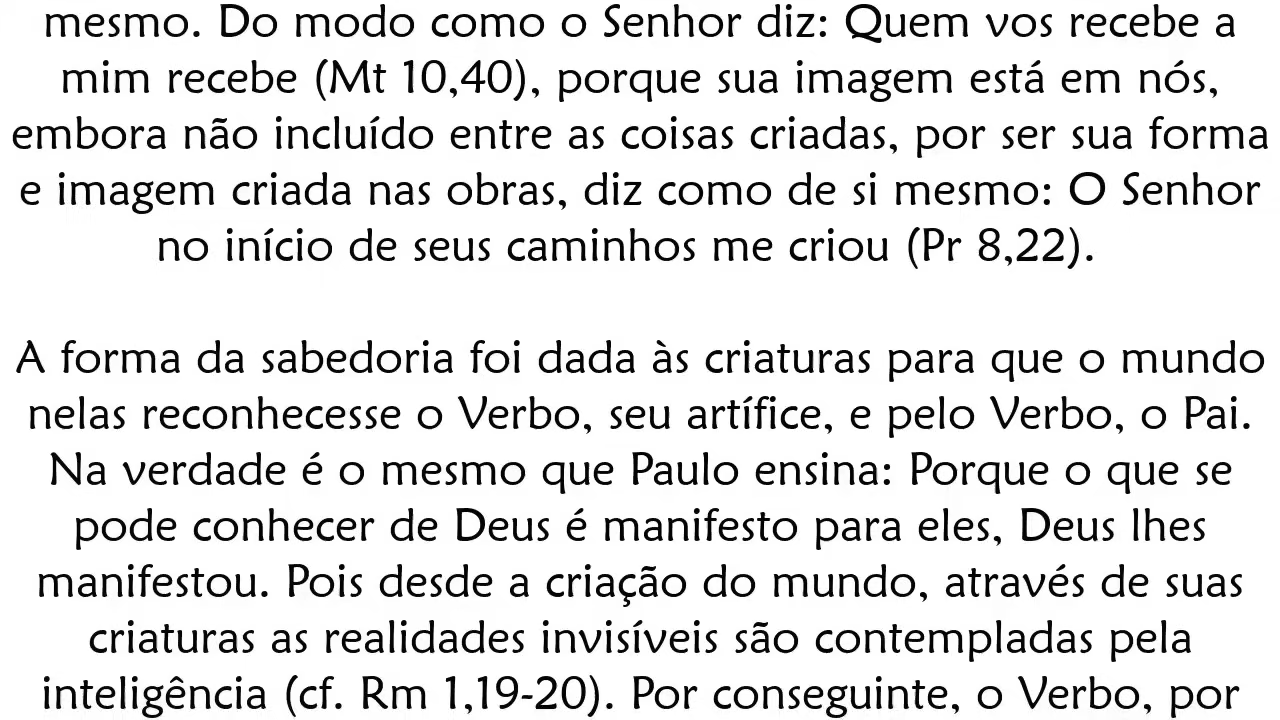 mesmo. Do modo como o Senhor diz: Quem vos recebe a
mim recebe (Mt 10,40), porque sua imagem está em nós,
embora não incluído entre as coisas criadas, por ser sua forma
e imagem criada nas obras, diz como de si mesmo: O Senhor
no início de seus caminhos me criou (Pr 8,22).
A forma da sabedoria foi dada às criaturas para que o mundo
nelas reconhecesse o Verbo, seu artífice, e pelo Verbo, o Pai.
Na verdade é o mesmo que Paulo ensina: Porque o que se
pode conhecer de Deus é manifesto para eles, Deus lhes
manifestou. Pois desde a criação do mundo, através de suas
criaturas as realidades invisíveis são contempladas pela
inteligência (cf. Rm 1,19-20). Por conseguinte, o Verbo, por